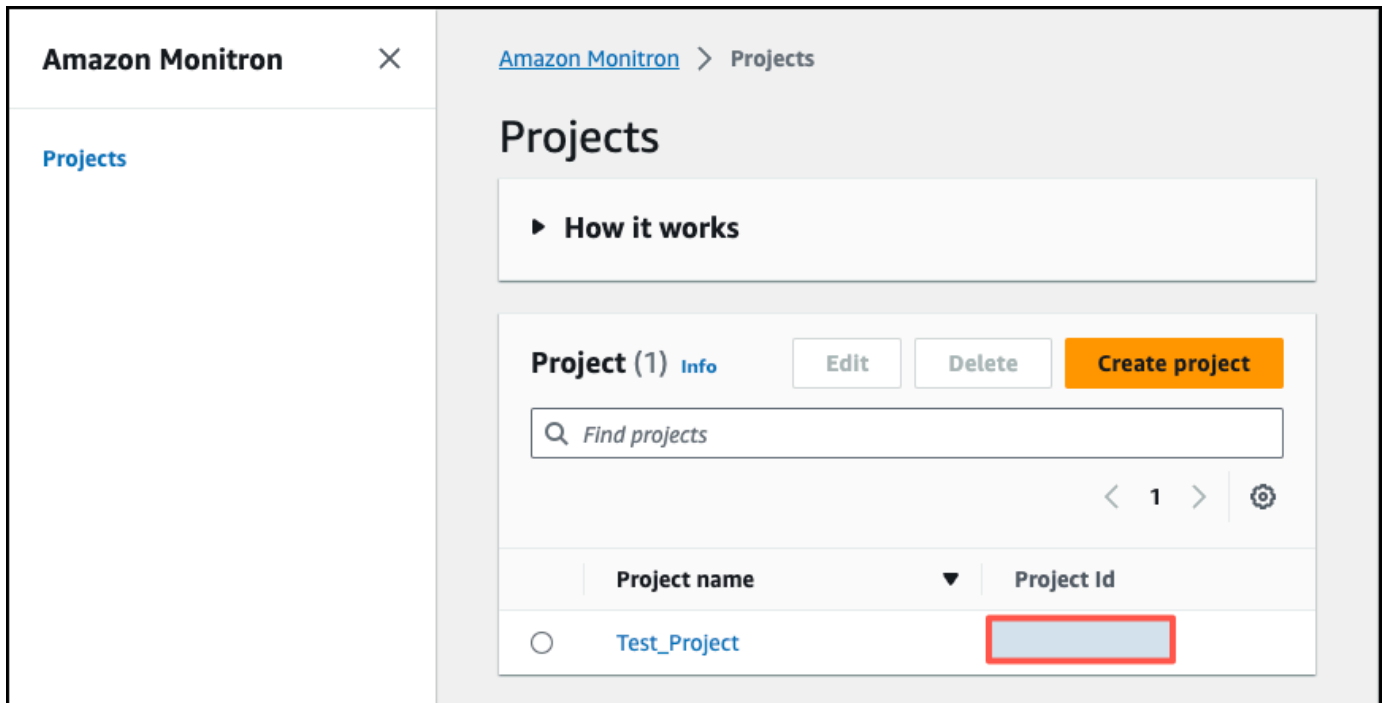 Amazon Monitron
Projects
Amazon Monitron > Projects
Projects
How it works
Project (1) Info Edit Delete Create project
Find projects
1
Project name Project Id
Test_Project